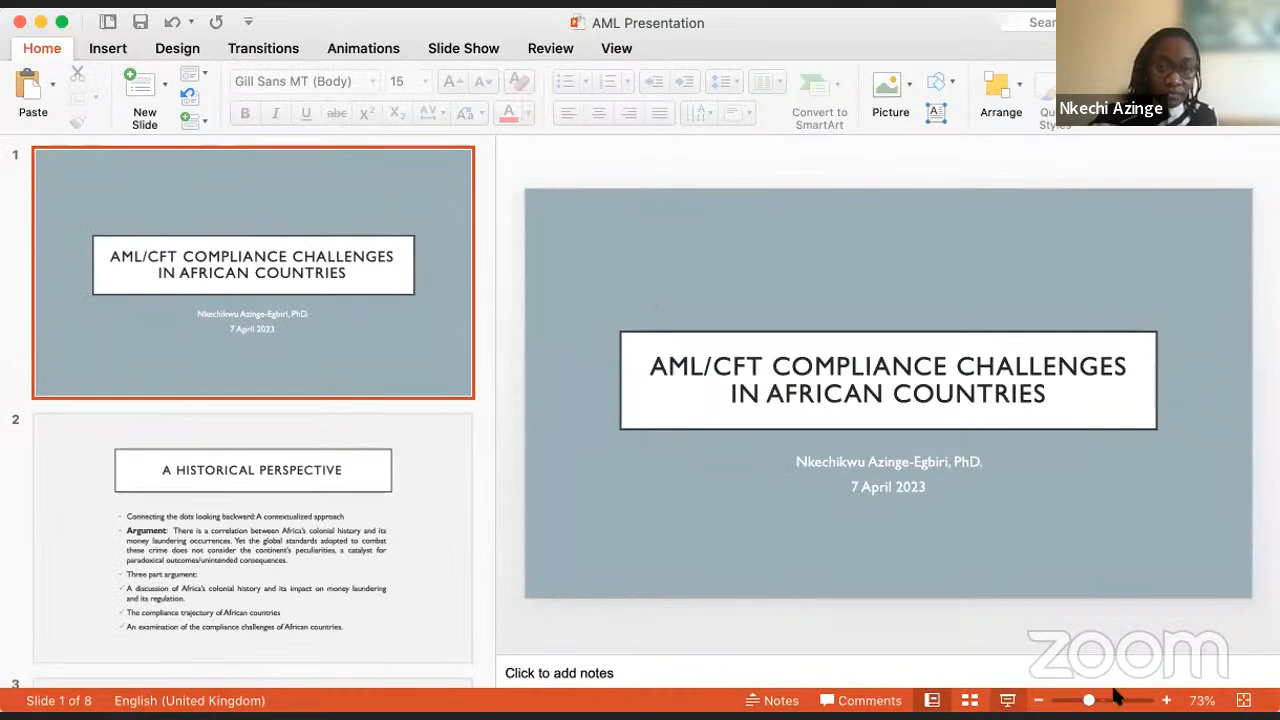 AML Presentation
Sear
Home Insert Design Transitions Animations Slide Show Review View
Paste
New
Slide
Gill Sans MT (Body)
15
Convert to
SmartArt
Picture
Arrange
Nkechi Azinge
1
AML/CFT COMPLIANCE CHALLENGES
IN AFRICAN COUNTRIES
Nkechikwu Azinge-Egbiri, PhD.
7 April 2023
2
A HISTORICAL PERSPECTIVE
Connecting the dots looking backward: A contextualized approach
Argument: There is a correlation between Africa's colonial history and its
money laundering occurrences. Yet the global standards adopted to combat
these crime does not consider the continent's peculiarities, a catalyst for
paradoxical outcomes/unintended consequences.
Three part argument:
A discussion of Africa's colonial history and its impact on money laundering
and its regulation.
The compliance trajectory of African countries
An examination of the compliance challenges of African countries.
3
AML/CFT COMPLIANCE CHALLENGES
IN AFRICAN COUNTRIES
Nkechikwu Azinge-Egbiri, PhD.
7 April 2023
Click to add notes
zoom
Slide 1 of 8 English (United Kingdom) Notes Comments 73%